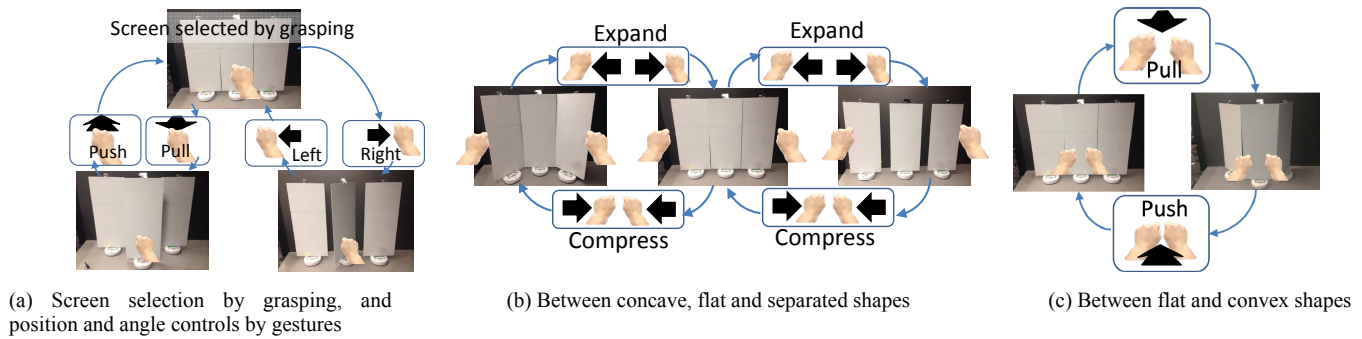 Screen selected by grasping
Push
Pull
Left
Right
(a) Screen selection by grasping, and
position and angle controls by gestures
Expand
Expand
Compress
Compress
(b) Between concave, flat and separated shapes
Pull
Push
(c) Between flat and convex shapes